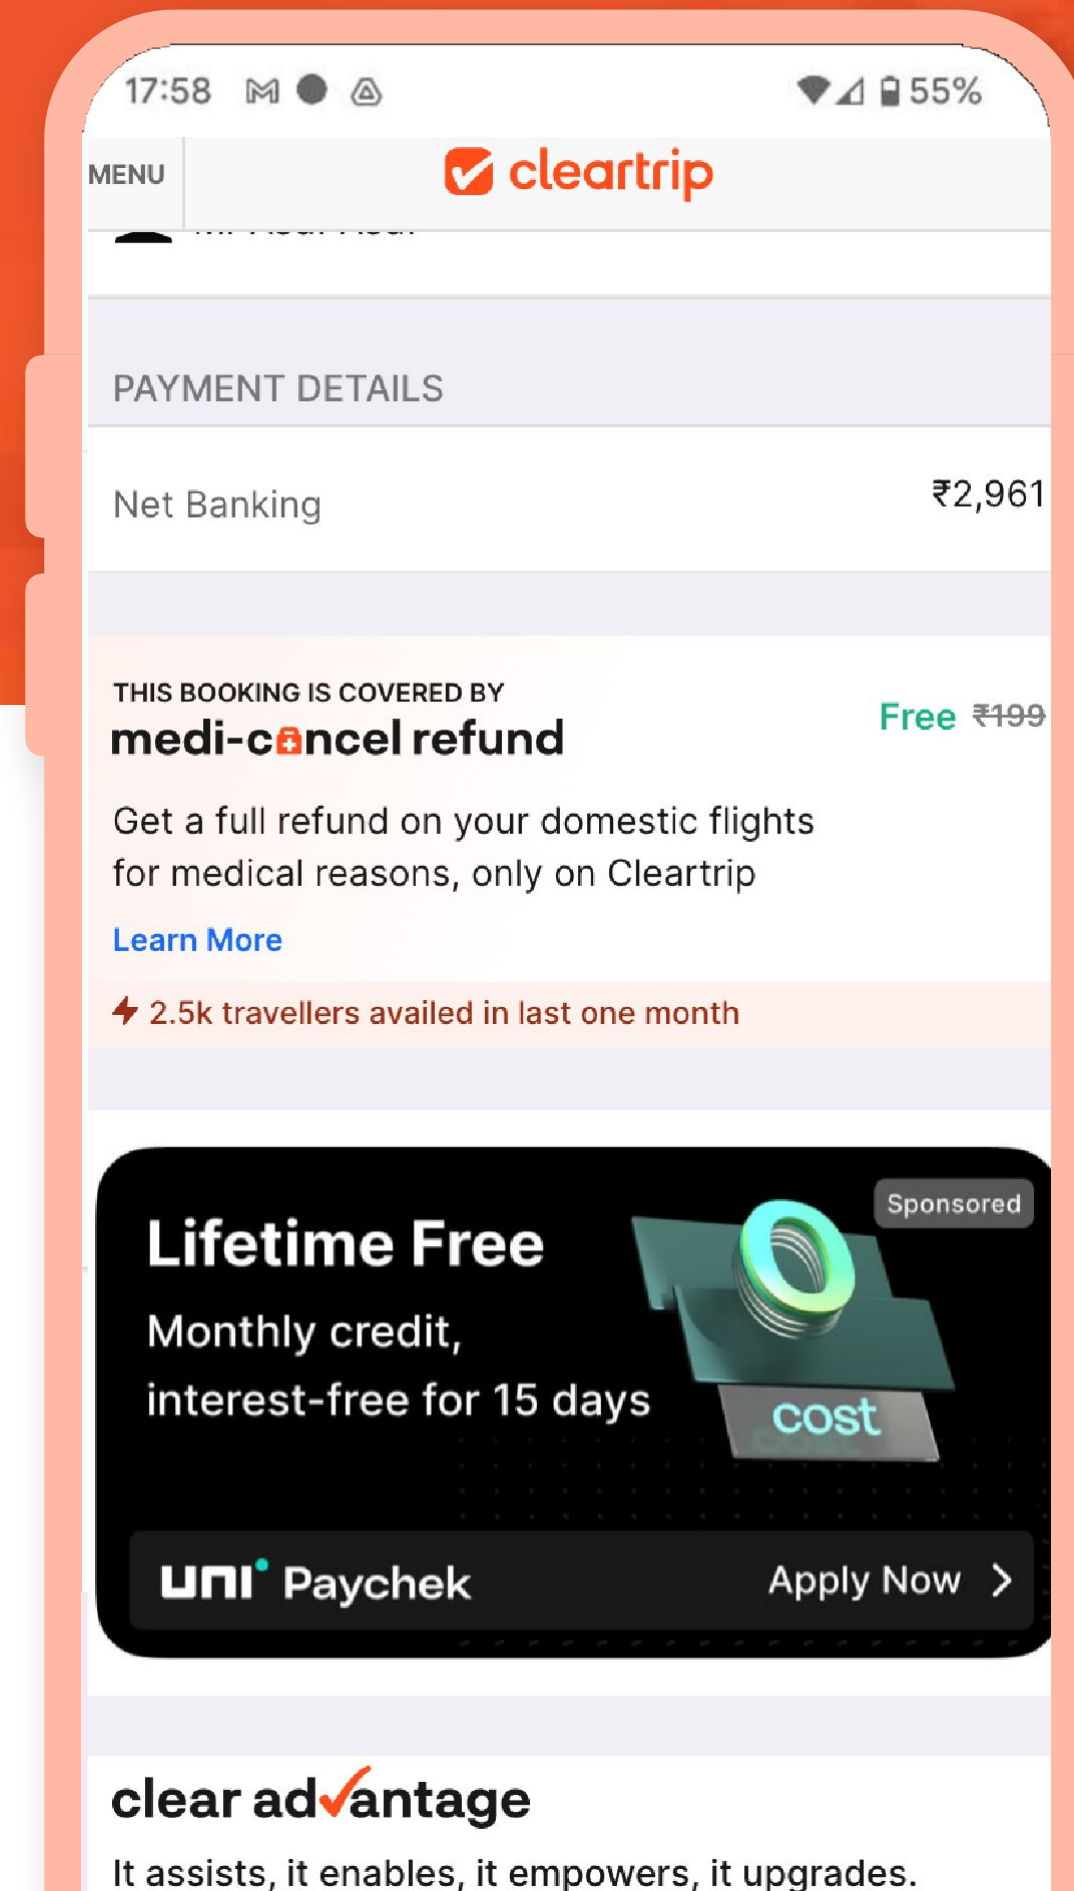 17:58
55%
MENU
cleartrip
PAYMENT DETAILS
Net Banking
₹2,961
THIS BOOKING IS COVERED BY
medi-cancel refund
Free ₹199
Get a full refund on your domestic flights
for medical reasons, only on Cleartrip
Learn More
2.5k travellers availed in last one month
Sponsored
Lifetime Free
Monthly credit,
interest-free for 15 days
0
cost
uni Paychek
Apply Now
clear advantage
It assists, it enables, it empowers, it upgrades.